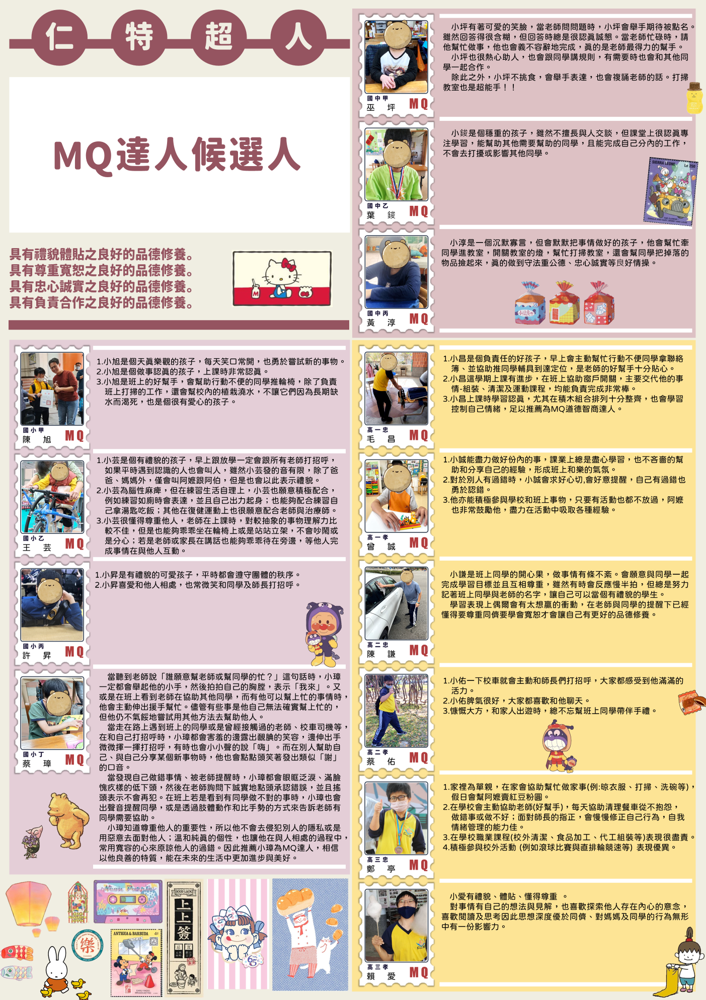 仁特超人
MQ達人候選人
具有禮貌體貼之良好的品德修養。
具有尊重寬恕之良好的品德修養。
具有忠心誠實之良好的品德修養。
具有負責合作之良好的品德修養。
小坪有著可愛的笑臉，當老師問問題時，小坪會舉手期待被點名。
雖然回答得很含糊，但回答時總是很認真誠懇。當老師忙碌時，請
他幫忙做事，他也會義不容辭地完成，真的是老師最得力的幫手。
小坪也很熱心助人，也會跟同學講規則，有需要時也會和其他同
學一起合作。
除此之外，小坪不挑食，會舉手表達，也會複誦老師的話。打掃
教室也是超能手！！
國中甲
巫 坪
MQ
小鋑是個穩重的孩子，雖然不擅長與人交談，但課堂上很認真專
注學習，能幫助其他需要幫助的同學，且能完成自己分內的工作，
不會去打擾或影響其他同學。
SIERRA LEONE
Le 250
國中乙
葉 鋑
MQ
小淳是一個沉默寡言，但會默默把事情做好的孩子，他會幫忙牽
同學進教室，開關教室的燈，幫忙打掃教室，還會幫同學把掉落的
物品撿起來，真的做到守法重公德、忠心誠實等良好情操。
國中丙
黃 淳
MQ
1.小旭是個天真樂觀的孩子，每天笑口常開，也勇於嘗試新的事物。
2.小旭是個做事認真的孩子，上課時非常認真。
3.小旭是班上的好幫手，會幫助行動不便的同學推輪椅，除了負責
班上打掃的工作，還會幫校內的植栽澆水，不讓它們因為長期缺
水而渴死，也是個很有愛心的孩子。
國小甲
陳 旭
MQ
1.小芸是個有禮貌的孩子，早上跟放學一定會跟所有老師打招呼，
如果平時遇到認識的人也會叫人，雖然小芸發的音有限，除了爸
爸、媽媽外，僅會叫阿嬤跟阿伯，但是也會以此表示禮貌。
2.小芸為腦性麻痺，但在練習生活自理上，小芸也願意積極配合，
例如練習如廁時會表達，並且自己出力起身；也能夠配合練習自
己拿湯匙吃飯；其他在復健運動上也很願意配合老師與治療師。
3.小芸很懂得尊重他人，老師在上課時，對較抽象的事物理解力比
較不佳，但是也能夠乖乖坐在輪椅上或是站站立架，不會吵鬧或
是分心；若是老師或家長在講話也能夠乖乖待在旁邊，等他人完
成事情在與他人互動。
國小乙
王 芸
MQ
1.小昇是有禮貌的可愛孩子，平時都會遵守團體的秩序。
2.小昇喜愛和他人相處，也常微笑和同學及師長打招呼。
國小丙
許 昇
MQ
當聽到老師說「誰願意幫老師或幫同學的忙？」這句話時，小璋
一定都會舉起他的小手，然後拍拍自己的胸膛，表示「我來」。又
或是在班上看到老師在協助其他同學，而有他可以幫上忙的事情時，
他會主動伸出援手幫忙。儘管有些事是他自己無法確實幫上忙的，
但他仍不氣餒地嘗試用其他方法去幫助他人。
當走在路上遇到班上的同學或是曾經接觸過的老師、校車司機等，
在和自己打招呼時，小璋都會害羞的邊露出靦腆的笑容，邊伸出手
微微揮一揮打招呼，有時也會小小聲的說「嗨」。而在別人幫助自
己、與自己分享某個新事物時，他也會點點頭笑著發出類似「謝」
的口音。
當發現自己做錯事情、被老師提醒時，小璋都會眼眶泛淚、滿臉
愧疚樣的低下頭，然後在老師詢問下誠實地點頭承認錯誤，並且搖
頭表示不會再犯。在班上若是看到有同學做不對的事時，小璋也會
出聲音提醒同學，或是透過肢體動作和比手勢的方式來告訴老師有
同學需要協助。
小璋知道尊重他人的重要性，所以他不會去侵犯別人的隱私或是
用惡意去面對他人；溫和純真的個性，也讓他在與人相處的過程中，
常用寬容的心來原諒他人的過錯。因此推薦小璋為MQ達人，相信
以他良善的特質，能在未來的生活中更加進步與美好。
國小丁
蔡 璋
MQ
1.小昌是個負責任的好孩子，早上會主動幫忙行動不便同學拿聯絡
簿、並協助推同學輔具到達定位，是老師的好幫手十分貼心。
2.小昌這學期上課有進步，在班上協助窗戶開關，主要交代他的事
情-組裝、清潔及運動課程，均能負責完成非常棒。
3.小昌上課時學習認真，尤其在積木組合排列十分整齊，也會學習
控制自己情緒，足以推薦為MQ道德智商達人。
高一忠
毛 昌
MQ
1.小誠能盡力做好份內的事，課業上總是盡心學習，也不吝嗇的幫
助和分享自己的經驗，形成班上和樂的氣氛。
2.對於別人有過錯時，小誠會求好心切,會好意提醒，自己有過錯也
勇於認錯。
3.他亦能積極參與學校和班上事物，只要有活動也都不放過，阿嬤
也非常鼓勵他，盡力在活動中吸取各種經驗。
高一孝
曾 誠
MQ
小謙是班上同學的開心果，做事情有條不紊。會願意與同學一起
完成學習目標並且互相尊重，雖然有時會反應慢半拍，但總是努力
記著班上同學與老師的名字，讓自己可以當個有禮貌的學生。
學習表現上偶爾會有太想贏的衝動，在老師與同學的提醒下已經
懂得要尊重同儕要學會寬恕才會讓自己有更好的品德修養。
高二忠
陳 謙
MQ
1.小佑一下校車就會主動和師長們打招呼，大家都感受到他滿滿的
活力。
2.小佑脾氣很好，大家都喜歡和他聊天。
3.慷慨大方，和家人出遊時，總不忘幫班上同學帶伴手禮。
高二孝
蔡 佑
MQ
1.家裡為單親，在家會協助幫忙做家事(例:晾衣服、打掃、洗碗等)，
假日會幫阿嬤賣紅豆粉圓。
2.在學校會主動協助老師(好幫手)，每天協助清理餐車從不抱怨，
做錯事或做不好；面對師長的指正，會慢慢修正自己行為，自我
情緒管理的能力佳。
3.在學校職業課程(校外清潔、食品加工、代工組裝等)表現很盡責。
4.積極參與校外活動 (例如滾球比賽與直排輪競速等) 表現優異。
高三忠
鄭 亭
MQ
小愛有禮貌、體貼、懂得尊重 。
對事情有自己的想法與見解，也喜歡探索他人存在內心的意念，
喜歡閱讀及思考因此思想深度優於同儕、對媽媽及同學的行為無形
中有一份影響力。
高三孝
賴 愛
MQ
Neon Purple
GOOD LUCK
上上簽
樂
ANTIGUA & BARBUDA
4¢
EARLY RADIO
BROADCASTING
65